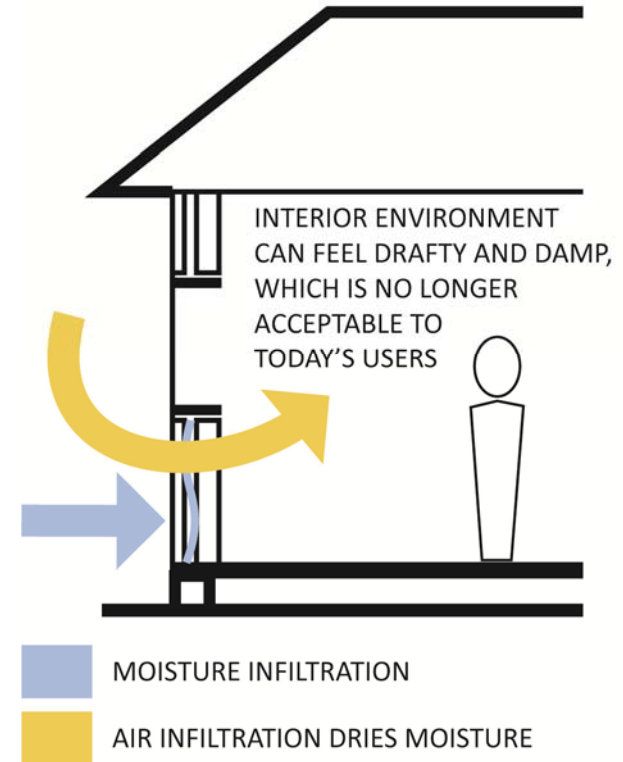 INTERIOR ENVIRONMENT
CAN FEEL DRAFTY AND DAMP,
WHICH IS NO LONGER
ACCEPTABLE TO
TODAY’S USERS
MOISTURE INFILTRATION
AIR INFILTRATION DRIES MOISTURE